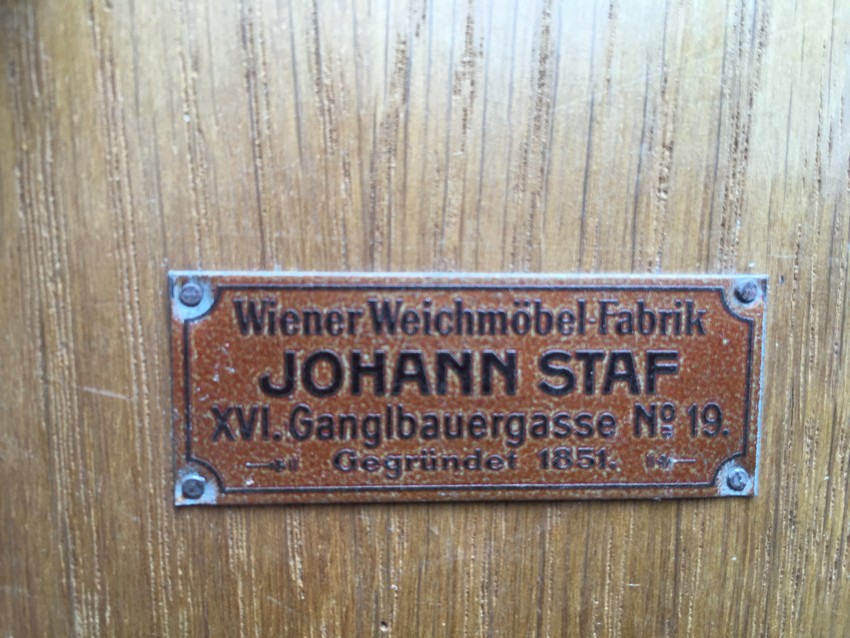 Wiener Weichmöbel-Fabrik
JOHANN STAF
XVI. Ganglbauergasse Nº 19.
Gegründet 1851.